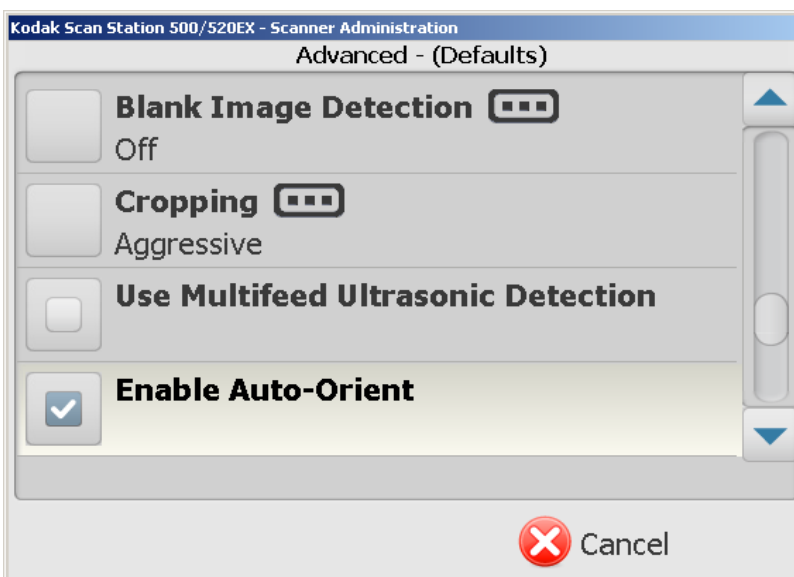 Kodak Scan Station 500/520EX - Scanner Administration
Advanced - (Defaults)
Blank Image Detection
Off
Cropping
Aggressive
Use Multifeed Ultrasonic Detection
Enable Auto-Orient
Cancel